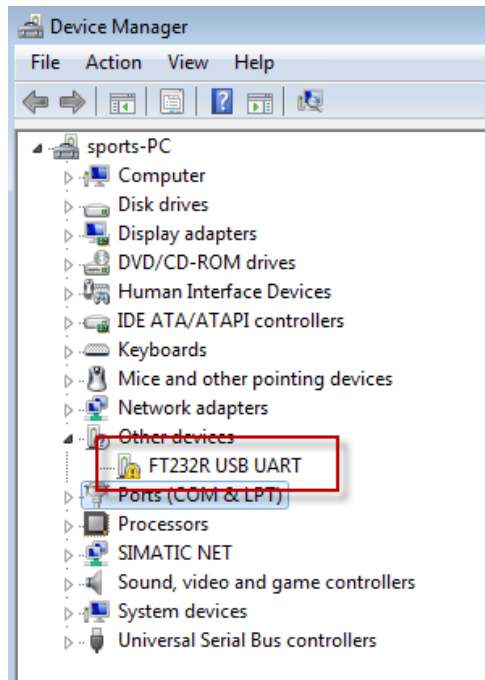 Device Manager
File Action View Help
sports-PC
Computer
Disk drives
Display adapters
DVD/CD-ROM drives
Human Interface Devices
IDE ATA/ATAPI controllers
Keyboards
Mice and other pointing devices
Network adapters
Other devices
FT232R USB UART
Ports (COM & LPT)
Processors
SIMATIC NET
Sound, video and game controllers
System devices
Universal Serial Bus controllers